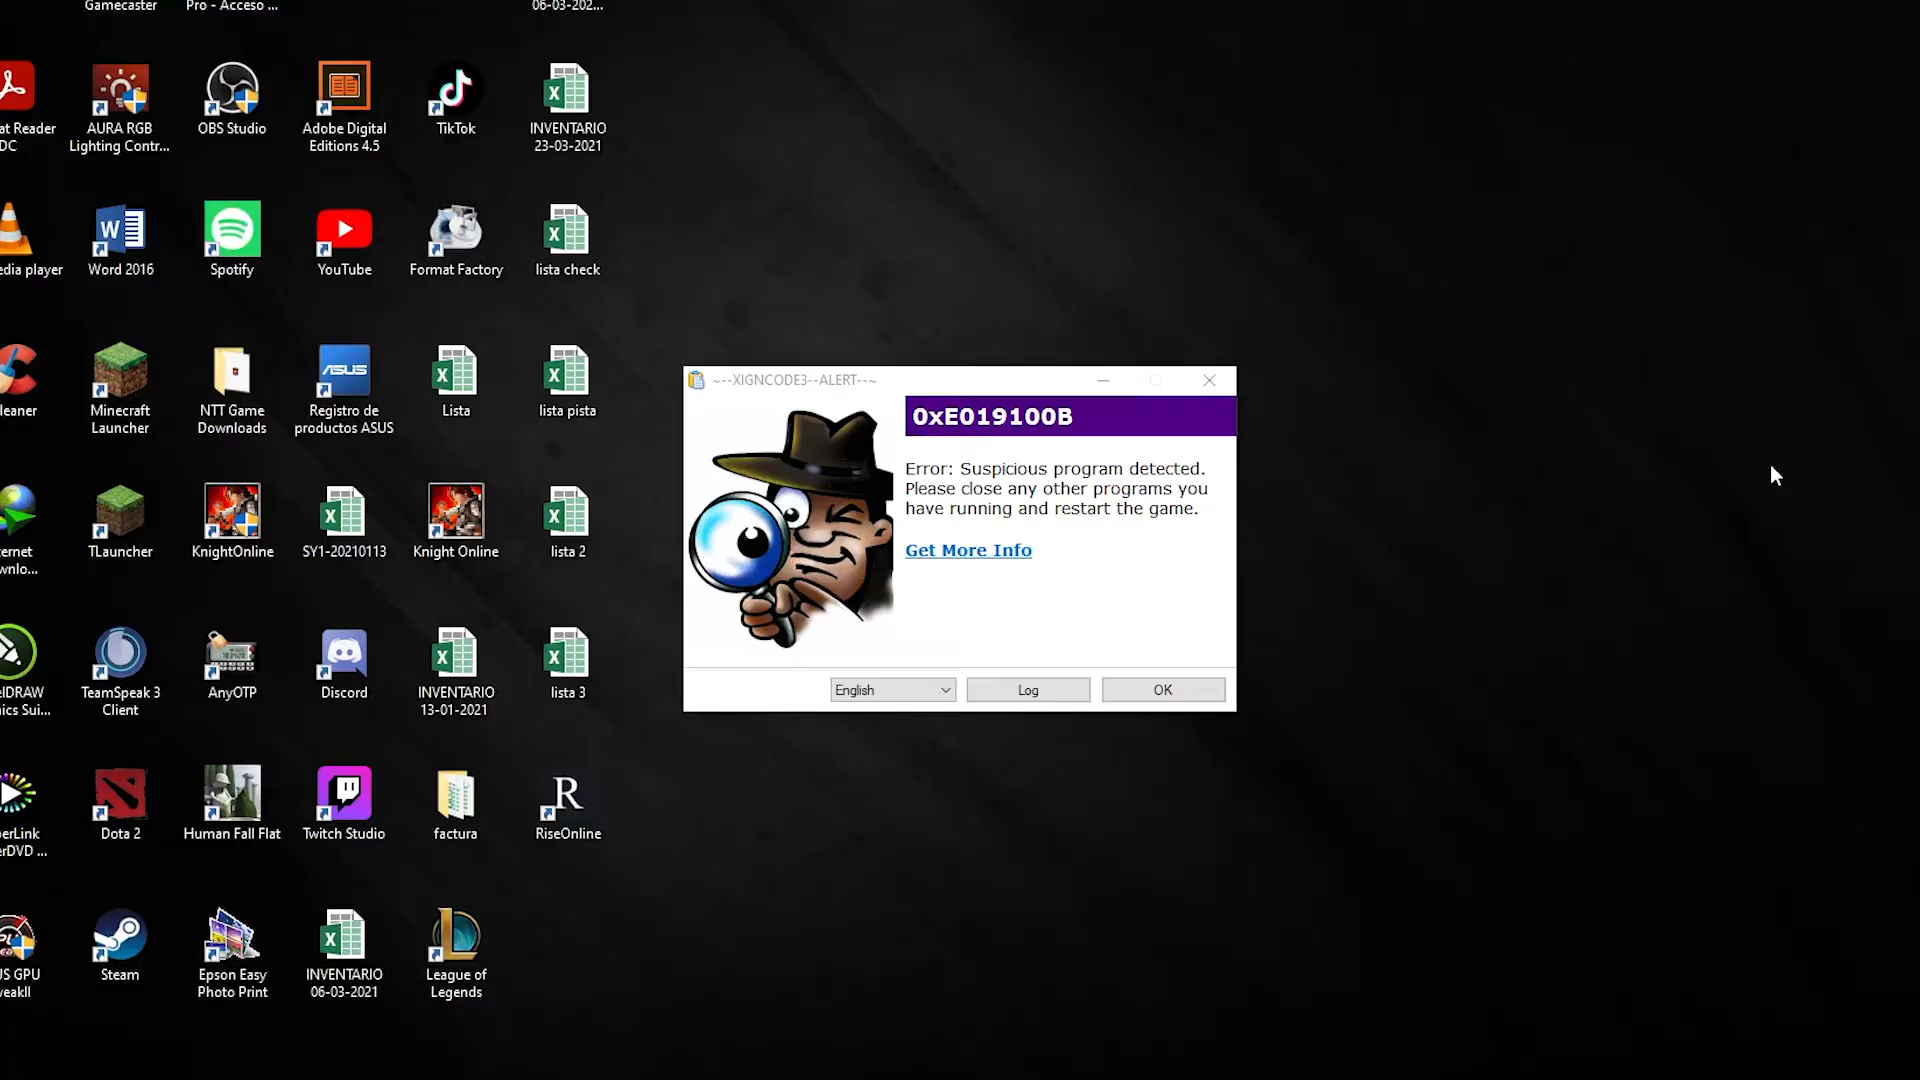 Gamecaster
Pro - Acceso ...
06-03-202...
at Reader
DC
AURA RGB
Lighting Contr...
OBS Studio
Adobe Digital
Editions 4.5
TikTok
INVENTARIO
23-03-2021
edia player
Word 2016
Spotify
YouTube
Format Factory
lista check
leaner
Minecraft
Launcher
NTT Game
Downloads
ASUS
Registro de
productos ASUS
Lista
lista pista
ternet
wnlo...
TLauncher
KnightOnline
SY1-20210113
Knight Online
lista 2
elDRAW
ics Sui...
TeamSpeak 3
Client
AnyOTP
Discord
INVENTARIO
13-01-2021
lista 3
erLink
erDVD ...
Dota 2
Human Fall Flat
Twitch Studio
factura
R
RiseOnline
US GPU
weakII
Steam
Epson Easy
Photo Print
INVENTARIO
06-03-2021
League of
Legends
~--XIGNCODE3--ALERT--~
0xE019100B
Error: Suspicious program detected.
Please close any other programs you
have running and restart the game.
Get More Info
English
Log
OK